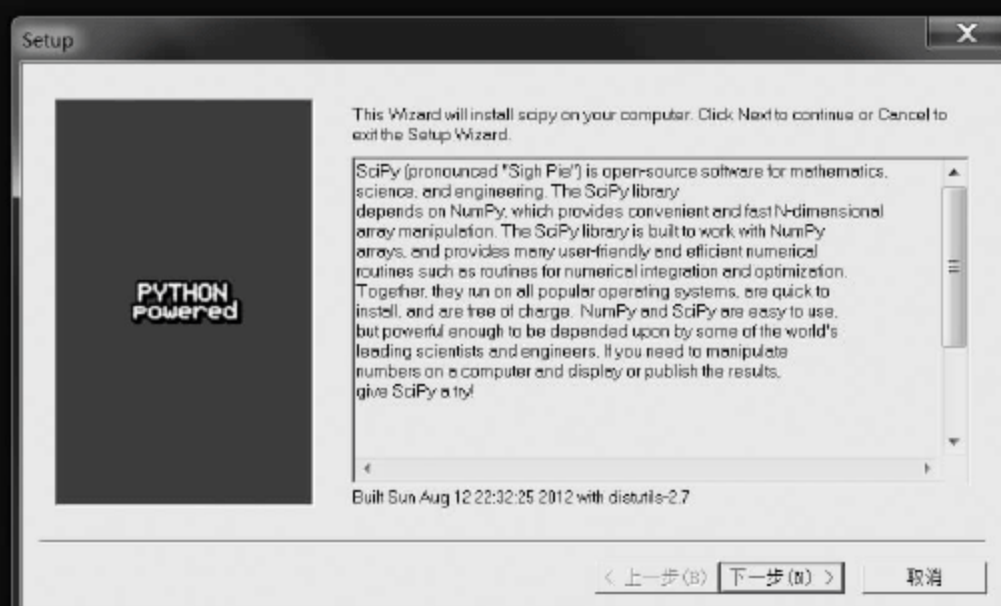 Setup
This Wizard will install scipy on your computer. Click Next to continue or Cancel to
exit the Setup Wizard.
SciPy (pronounced "Sigh Pie") is open-source software for mathematics,
science, and engineering. The SciPy library
depends on NumPy, which provides convenient and fast N-dimensional
array manipulation. The SciPy library is built to work with NumPy
arrays, and provides many user-friendly and efficient numerical
routines such as routines for numerical integration and optimization.
Together, they run on all popular operating systems, are quick to
install, and are free of charge. NumPy and SciPy are easy to use,
but powerful enough to be depended upon by some of the world's
leading scientists and engineers. If you need to manipulate
numbers on a computer and display or publish the results,
give SciPy a try!
PYTHON
Powered
Built Sun Aug 12 22:32:25 2012 with distutils-2.7
< 上一步(B) 下一步(N) > 取消